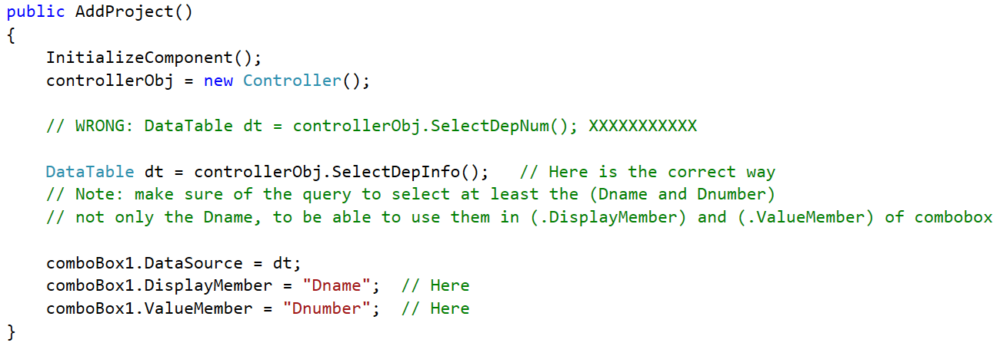 public AddProject()
{
    InitializeComponent();
    controllerObj = new Controller();

    // WRONG: DataTable dt = controllerObj.SelectDepNum(); XXXXXXXXXXX

    DataTable dt = controllerObj.SelectDepInfo();   // Here is the correct way
    // Note: make sure of the query to select at least the (Dname and Dnumber)
    // not only the Dname, to be able to use them in (.DisplayMember) and (.ValueMember) of combobox

    comboBox1.DataSource = dt;
    comboBox1.DisplayMember = "Dname";  // Here
    comboBox1.ValueMember = "Dnumber";  // Here
}